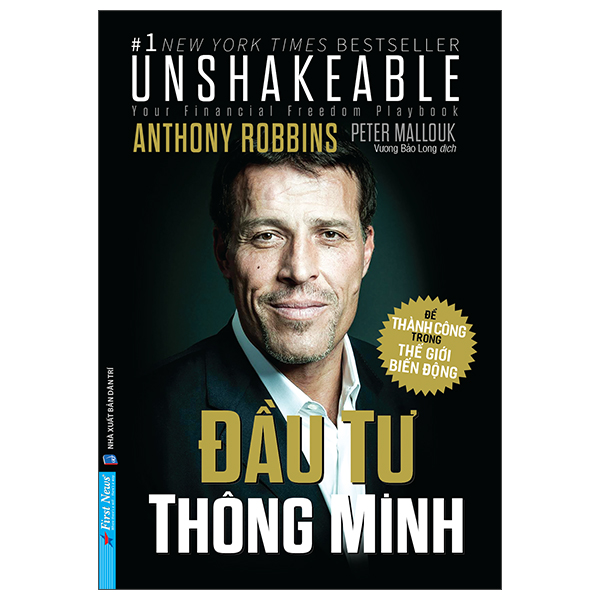 #1 NEW YORK TIMES BESTSELLER
UNSHAKEABLE
Your Financial Freedom Playbook
ANTHONY ROBBINS
PETER MALLOUK
Vương Bảo Long dịch
ĐỂ
THÀNH CÔNG
TRONG
THẾ GIỚI
BIẾN ĐỘNG
ĐẦU TƯ
THÔNG MINH
NHÀ XUẤT BẢN DÂN TRÍ
First News